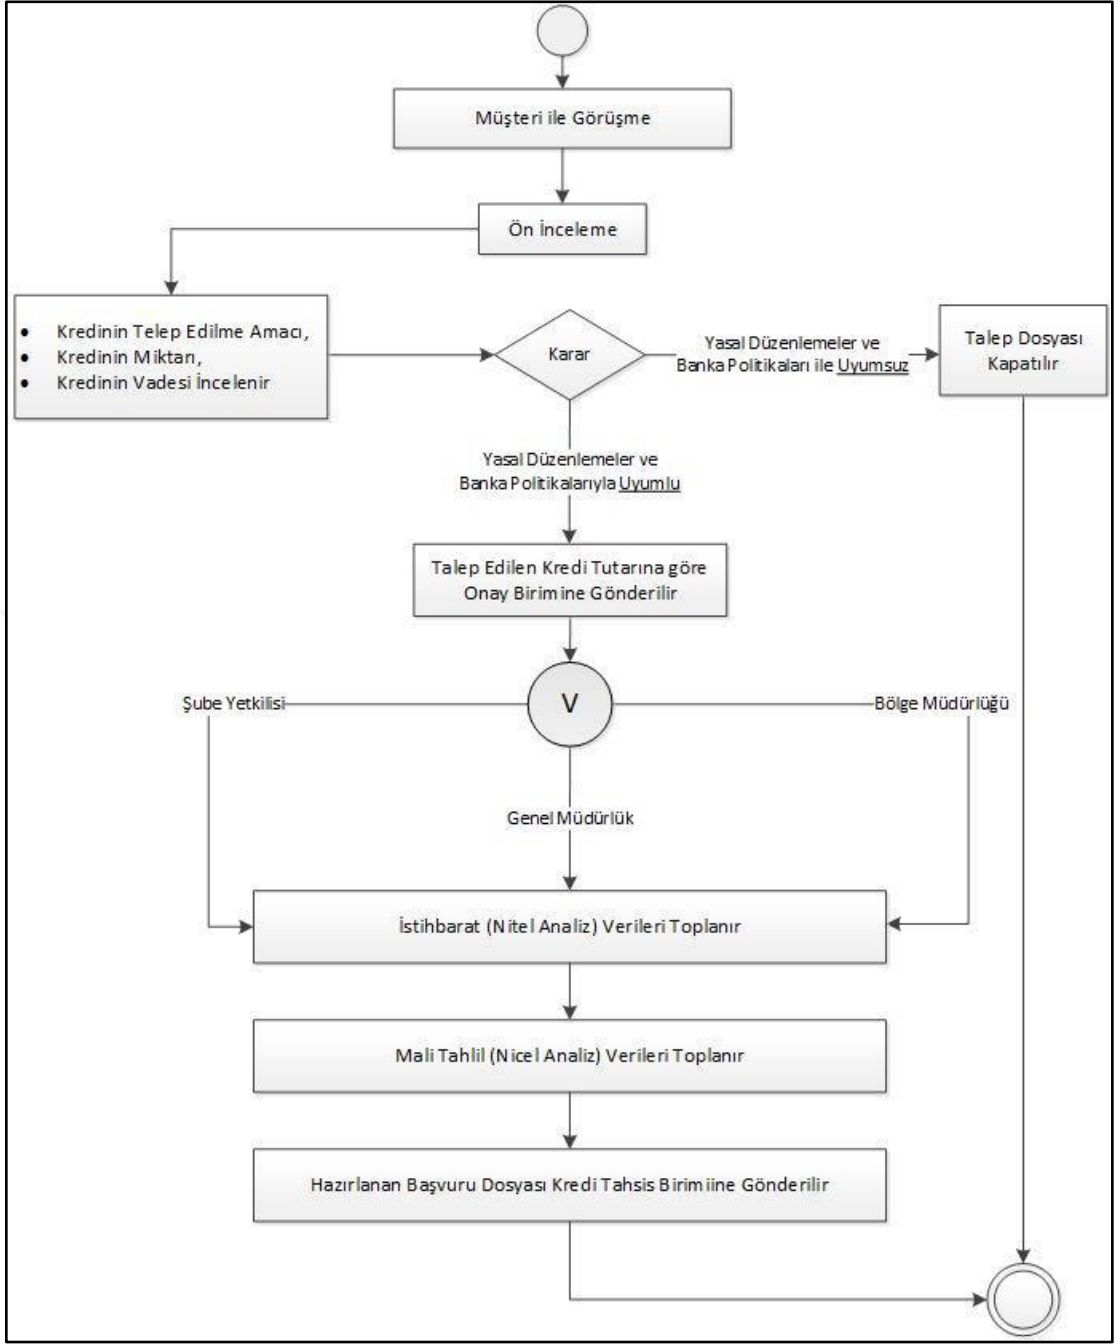 Müşteri ile Görüşme
Ön İnceleme
• Kredinin Telep Edilme Amacı,
• Kredinin Miktarı,
• Kredinin Vadesi İncelenir
Karar
Yasal Düzenlemeler ve
Banka Politikaları ile Uyumsuz
Talep Dosyası
Kapatılır
Yasal Düzenlemeler ve
Banka Politikalarıyla Uyumlu
Talep Edilen Kredi Tutarına göre
Onay Birimine Gönderilir
Şube Yetkilisi
V
Bölge Müdürlüğü
Genel Müdürlük
İstihbarat (Nitel Analiz) Verileri Toplanır
Mali Tahlil (Nicel Analiz) Verileri Toplanır
Hazırlanan Başvuru Dosyası Kredi Tahsis Birimiine Gönderilir